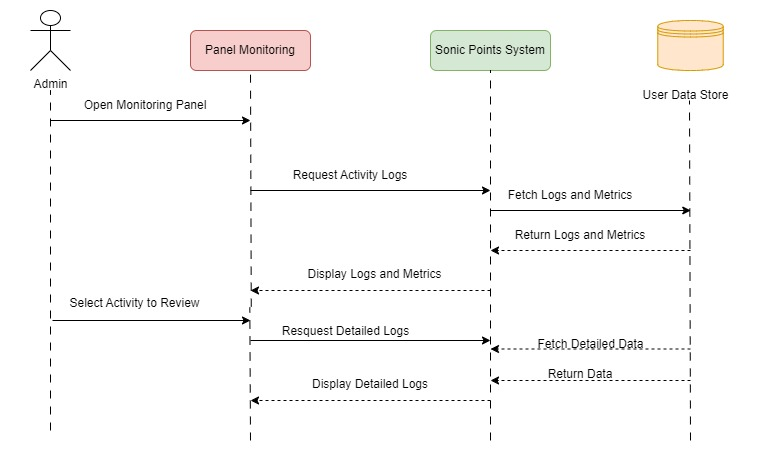 Panel Monitoring
Sonic Points System
Admin
User Data Store
Open Monitoring Panel
Request Activity Logs
Fetch Logs and Metrics
Return Logs and Metrics
Display Logs and Metrics
Select Activity to Review
Resquest Detailed Logs
Fetch Detailed Data
Return Data
Display Detailed Logs